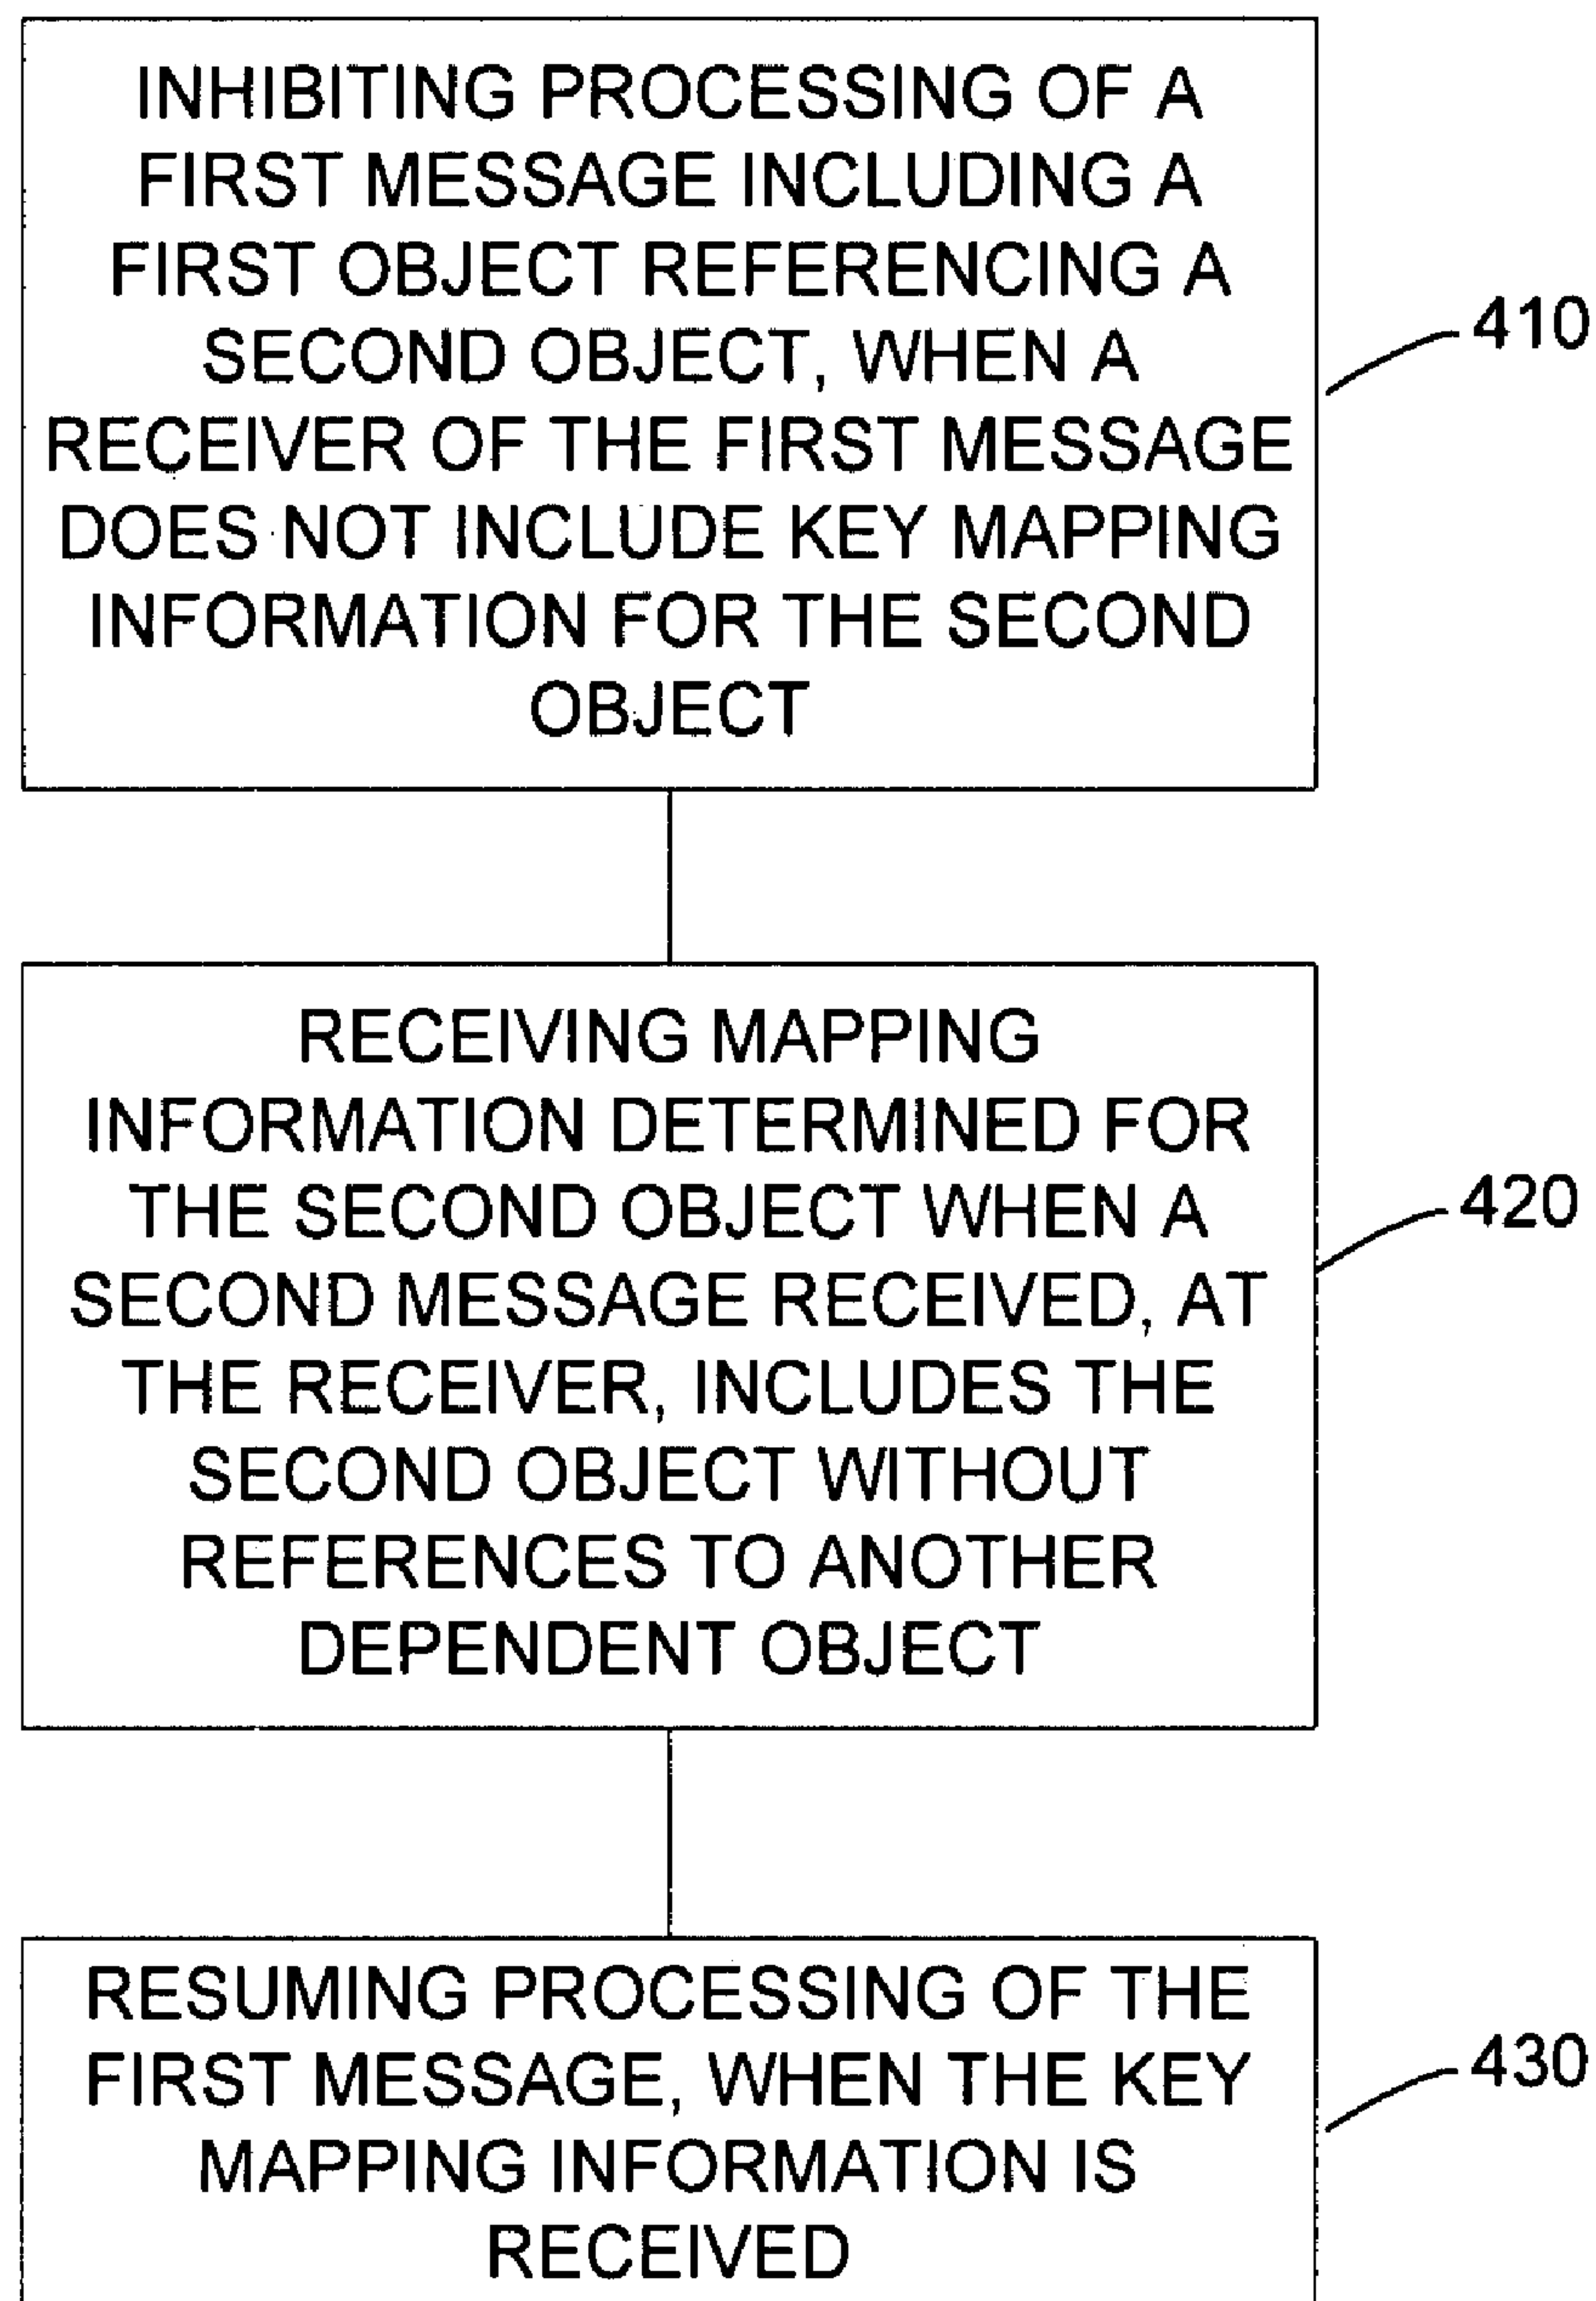 INHIBITING PROCESSING OF A
FIRST MESSAGE INCLUDING A
FIRST OBJECT REFERENCING A
SECOND OBJECT, WHEN A
RECEIVER OF THE FIRST MESSAGE
DOES NOT INCLUDE KEY MAPPING
INFORMATION FOR THE SECOND
OBJECT
410
RECEIVING MAPPING
INFORMATION DETERMINED FOR
THE SECOND OBJECT WHEN A
SECOND MESSAGE RECEIVED, AT
THE RECEIVER, INCLUDES THE
SECOND OBJECT WITHOUT
REFERENCES TO ANOTHER
DEPENDENT OBJECT
420
RESUMING PROCESSING OF THE
FIRST MESSAGE, WHEN THE KEY
MAPPING INFORMATION IS
RECEIVED
430